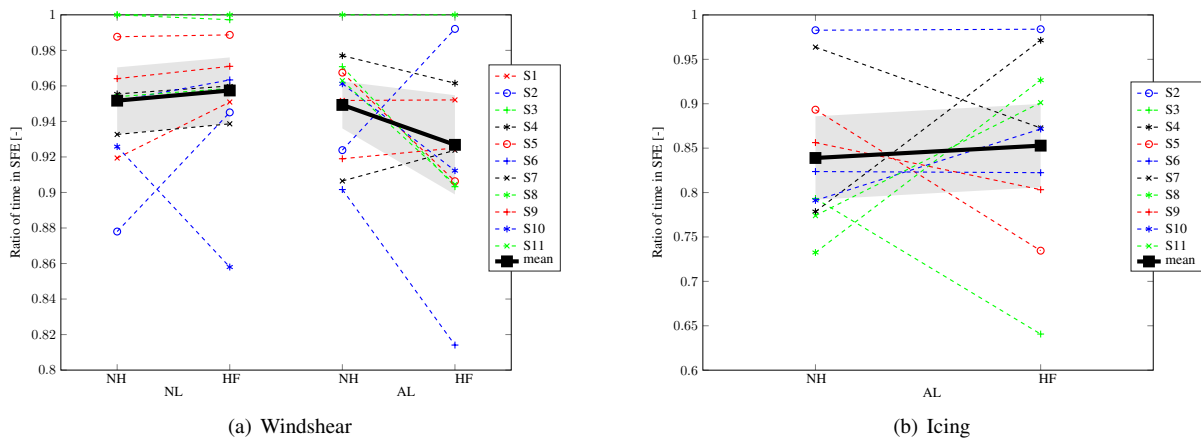 1
0.98
0.96
0.94
0.92
0.9
0.88
0.86
0.84
0.82
0.8
Ratio of time in SFE [-]
NH HF NH HF
NL AL
S1
S2
S3
S4
S5
S6
S7
S8
S9
S10
S11
mean
(a) Windshear
1
0.95
0.9
0.85
0.8
0.75
0.7
0.65
0.6
Ratio of time in SFE [-]
NH HF
AL
S2
S3
S4
S5
S6
S7
S8
S9
S10
S11
mean
(b) Icing